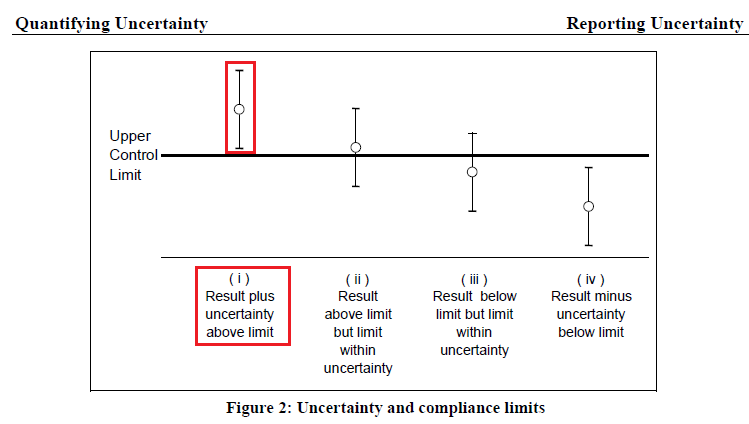 Quantifying Uncertainty
Reporting Uncertainty
Upper
Control
Limit
( i )
Result plus
uncertainty
above limit
( ii )
Result
above limit
but limit
within
uncertainty
( iii )
Result below
limit but limit
within
uncertainty
( iv )
Result minus
uncertainty
below limit
Figure 2: Uncertainty and compliance limits